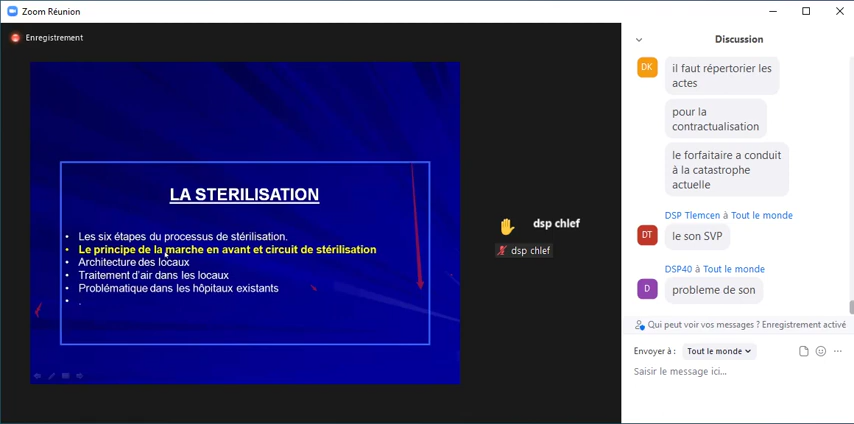 Zoom Réunion
Enregistrement
LA STERILISATION
• Les six étapes du processus de stérilisation.
• Le principe de la marche en avant et circuit de stérilisation
• Architecture des locaux
• Traitement d'air dans les locaux
• Problématique dans les hôpitaux existants
• .
dsp chlef
dsp chlef
Discussion
DK
il faut répertorier les
actes
pour la
contractualisation
le forfaitaire a conduit
à la catastrophe
actuelle
DSP Tlemcen à Tout le monde
DT
le son SVP
DSP40 à Tout le monde
D
probleme de son
Qui peut voir vos messages ? Enregistrement activé
Envoyer à : Tout le monde
Saisir le message ici...